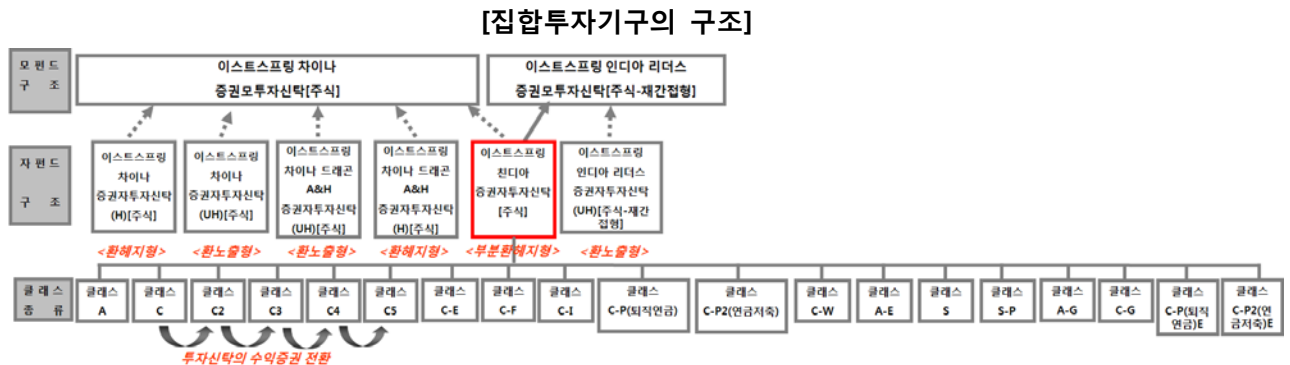 [집합투자기구의 구조]
모 펀 드
구 조
이스트스프링 차이나
증권모투자신탁[주식]
이스트스프링 인디아 리더스
증권모투자신탁[주식-재간접형]
자 펀 드
구 조
이스트스프링
차이나
증권자투자신탁
(H)[주식]
이스트스프링
차이나
증권자투자신탁
(UH)[주식]
이스트스프링
차이나 드래곤
A&H
증권자투자신탁
(UH)[주식]
이스트스프링
차이나 드래곤
A&H
증권자투자신탁
(H)[주식]
이스트스프링
친디아
증권자투자신탁
[주식]
이스트스프링
인디아 리더스
증권자투자신탁
(UH)[주식-재간
접형]
<환헤지형>
<환노출형>
<환노출형>
<환헤지형>
<부분환헤지형>
<환노출형>
클 래 스
종 류
클래스
A
클래스
C
클래스
C2
클래스
C3
클래스
C4
클래스
C5
클래스
C-E
클래스
C-F
클래스
C-I
클래스
C-P(퇴직연금)
클래스
C-P2(연금저축)
클래스
C-W
클래스
A-E
클래스
S
클래스
S-P
클래스
A-G
클래스
C-G
클래스
C-P(퇴직
연금)E
클래스
C-P2(연
금저축)E
투자신탁의 수익증권 전환